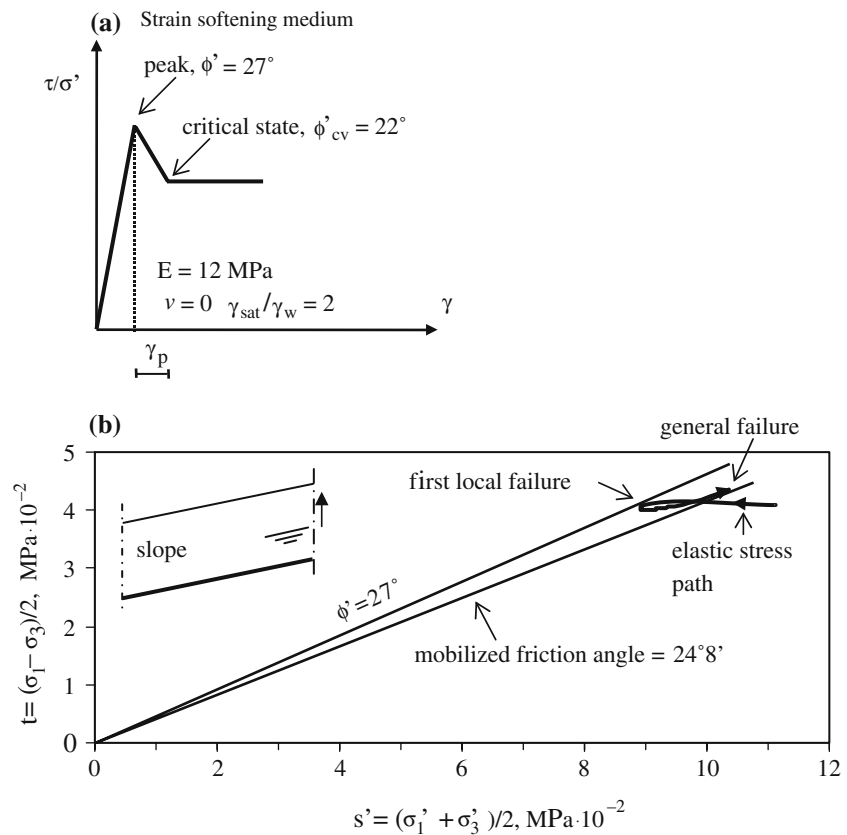 (a) Strain softening medium
τ/σ'
peak, ϕ' = 27°
critical state, ϕ'cv = 22°
E = 12 MPa
ν = 0 γsat/γw = 2
γ
γp
(b)
general failure
first local failure
slope
elastic stress
path
ϕ'=27°
mobilized friction angle = 24°8'
t= (σ1−σ3)/2, MPa·10-2
5
4
3
2
1
0
0 2 4 6 8 10 12
s' = (σ1' + σ3')/2, MPa·10-2